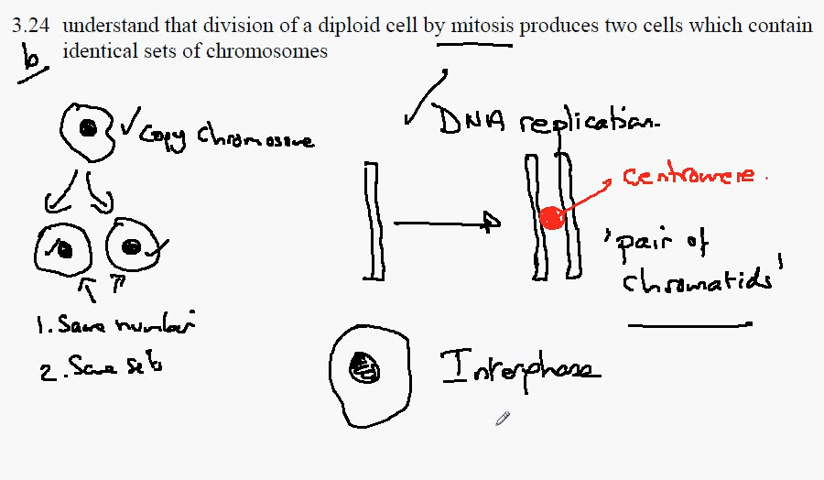 3.24 understand that division of a diploid cell by mitosis produces two cells which contain
identical sets of chromosomes
b
copy chromosome
DNA replication.
centromere.
'pair of
chromatids'
1. Same number
2. Same sets
Interphase